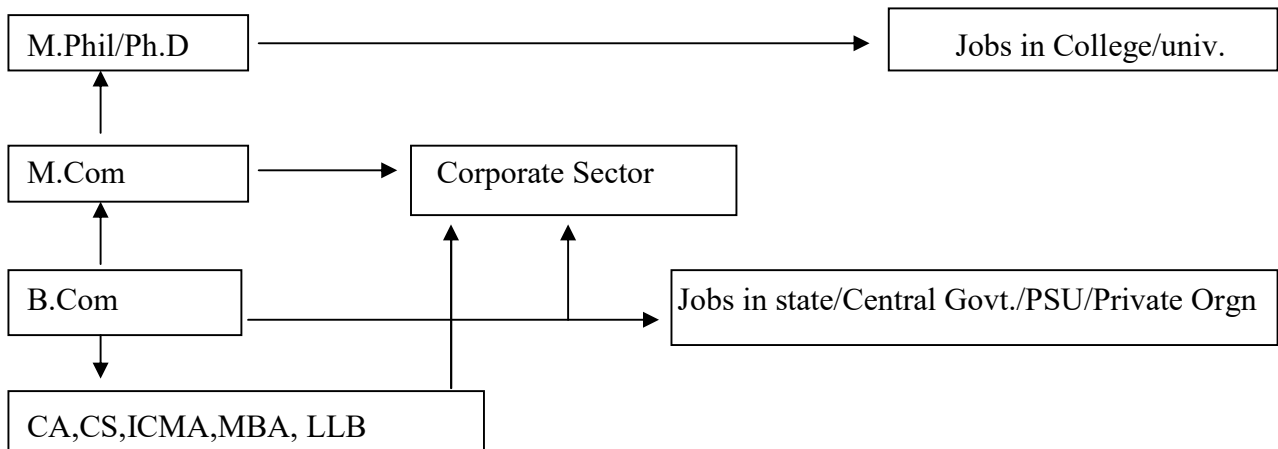 M.Phil/Ph.D
Jobs in College/univ.
M.Com
Corporate Sector
B.Com
Jobs in state/Central Govt./PSU/Private Orgn
CA,CS,ICMA,MBA, LLB